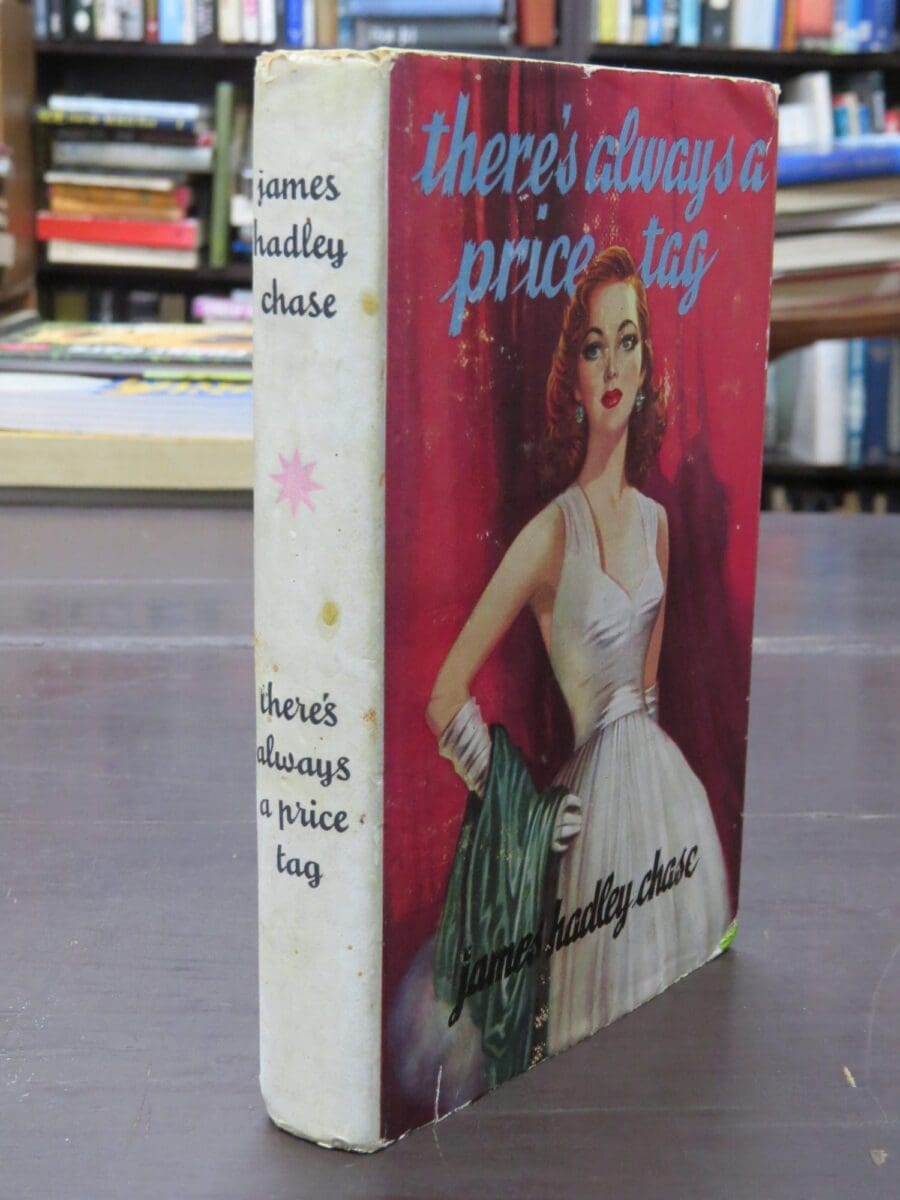 james
hadley
chase
there's
always
a price
tag
there's always a
price tag
james hadley chase